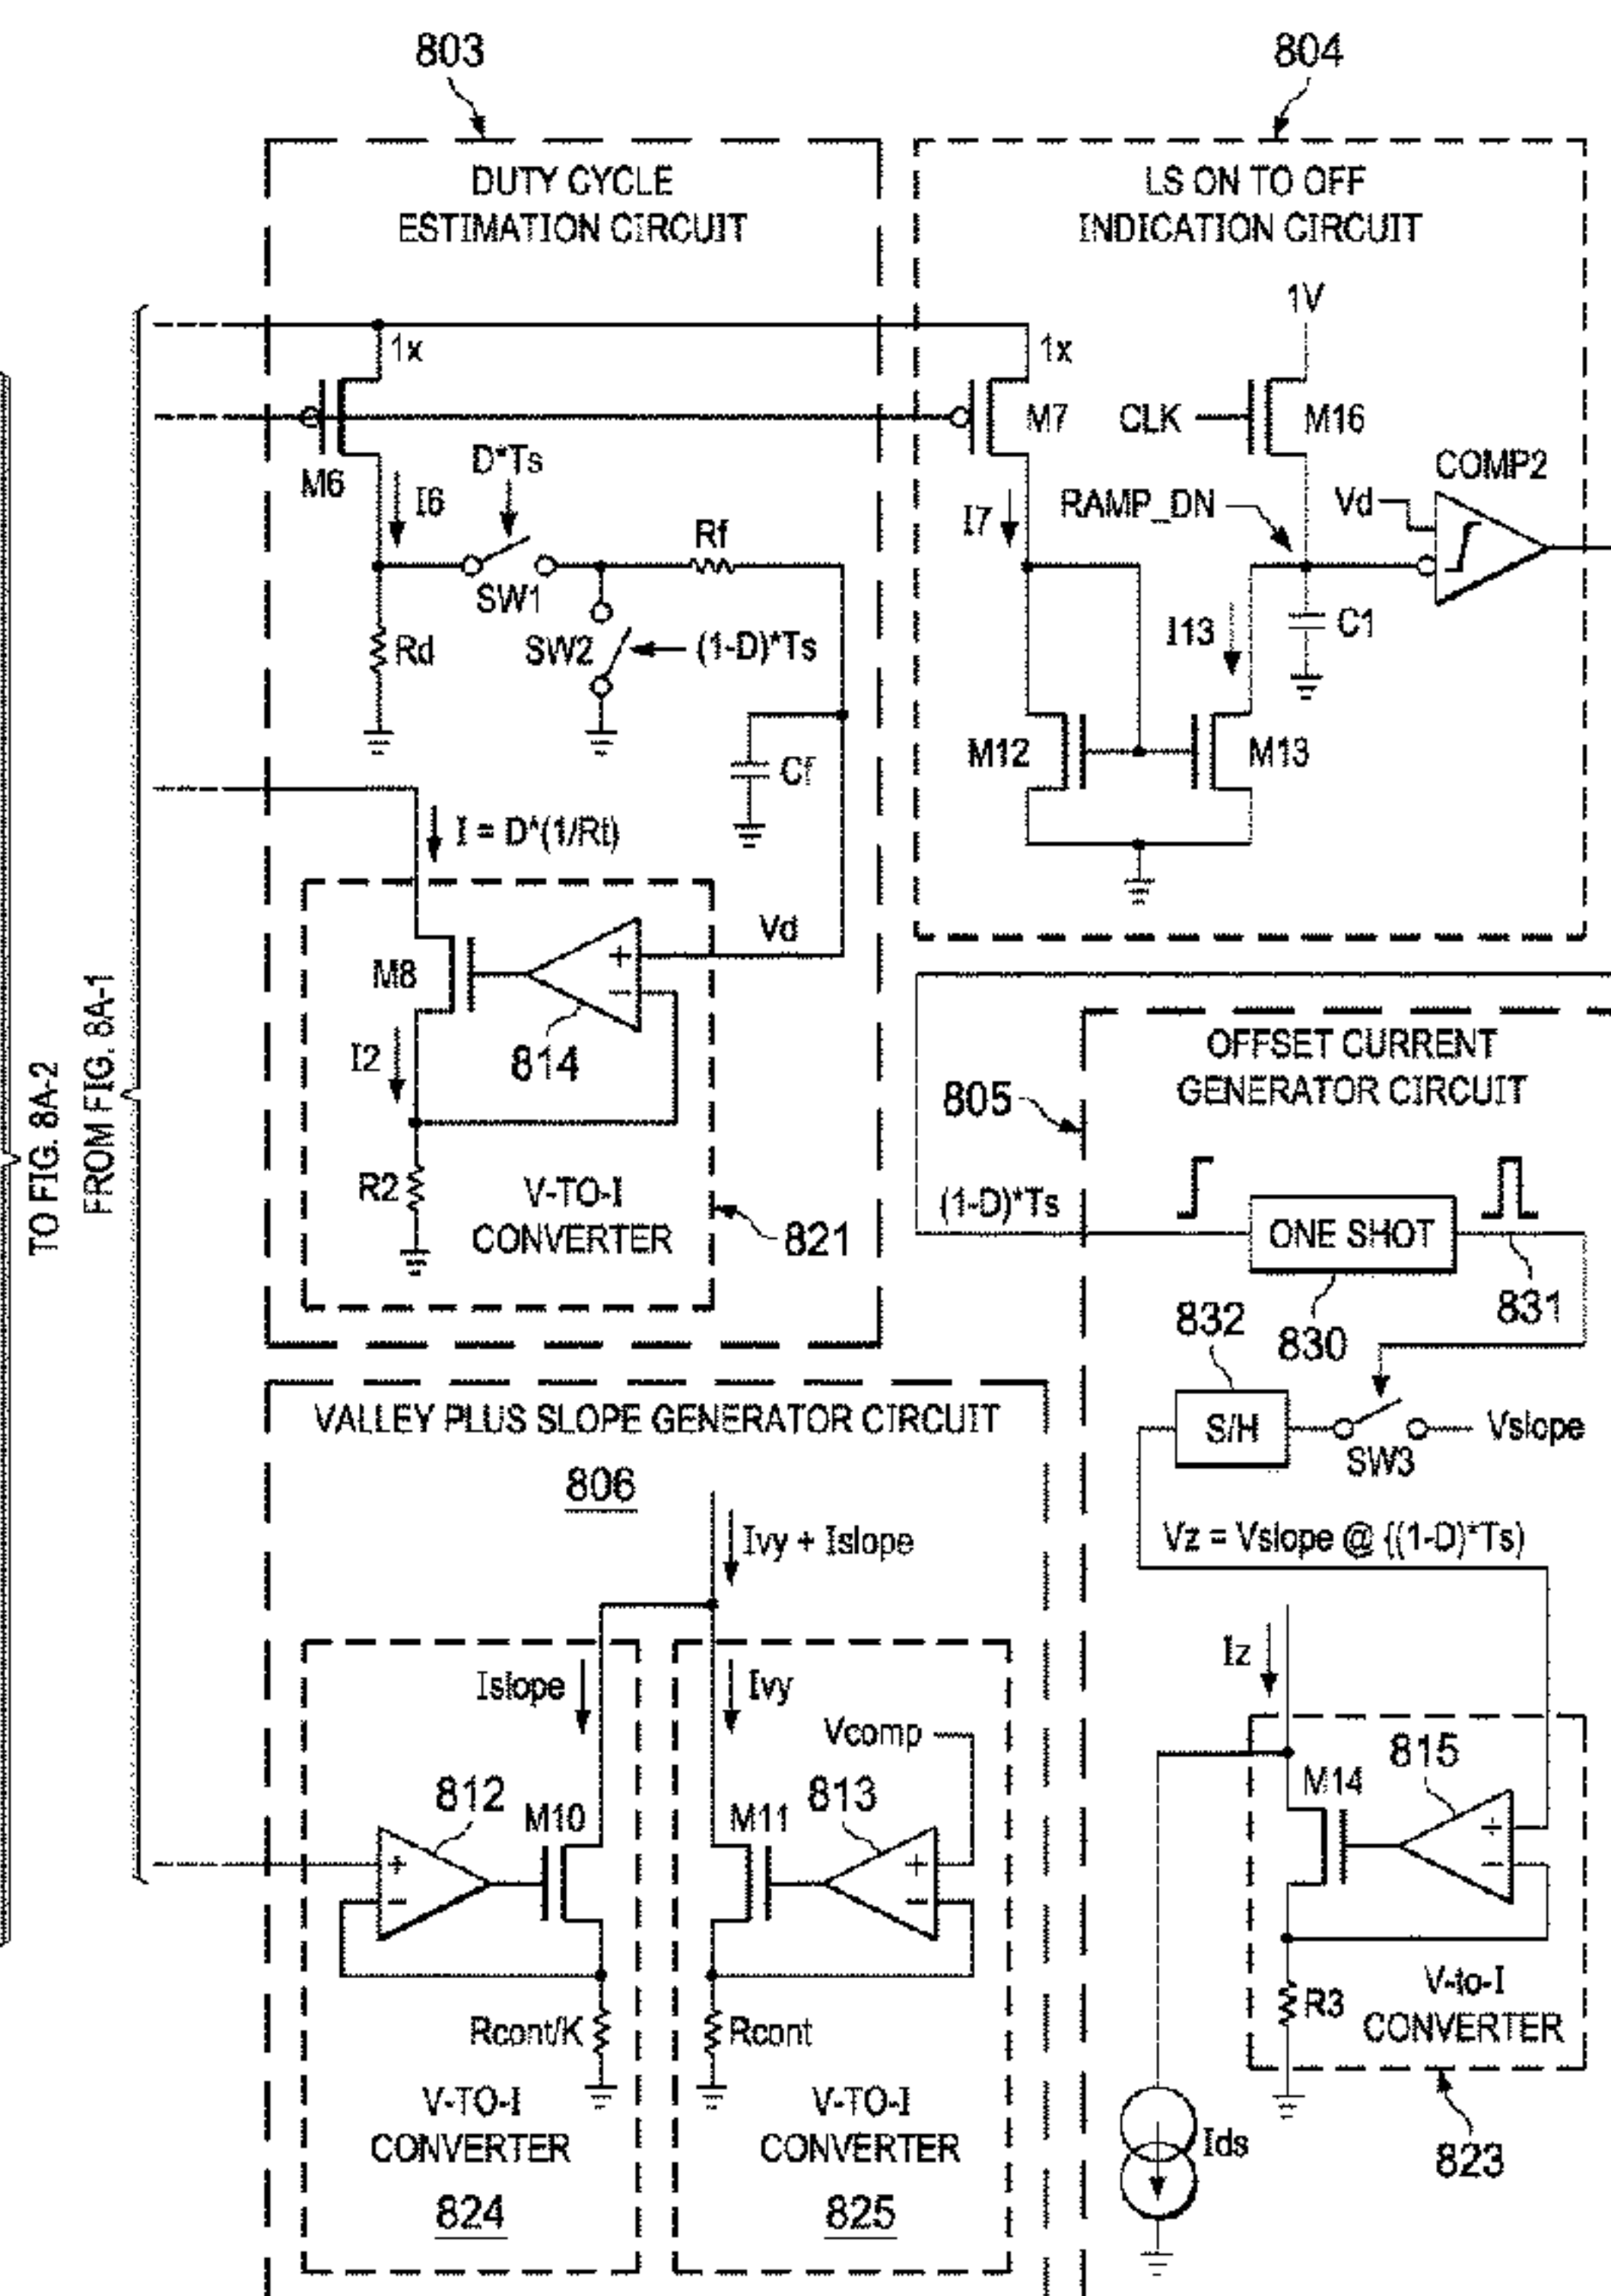 TO FIG. 8A-2
FROM FIG. 8A-1
803
DUTY CYCLE
ESTIMATION CIRCUIT
1x
M6
I6
D*Ts
SW1
Rf
Rd
SW2
(1-D)*Ts
Cf
I = D*(1/Rt)
Vd
M8
+
−
814
I2
R2
V-TO-I
CONVERTER
821
804
LS ON TO OFF
INDICATION CIRCUIT
1V
1x
M7
CLK
M16
COMP2
Vd
I7
RAMP_DN
I13
C1
M12
M13
805
OFFSET CURRENT
GENERATOR CIRCUIT
(1-D)*Ts
ONE SHOT
830
831
832
S/H
SW3
Vslope
Vz = Vslope @ ((1-D)*Ts)
Iz
815
M14
+
−
R3
V-to-I
CONVERTER
Ids
823
VALLEY PLUS SLOPE GENERATOR CIRCUIT
806
Ivy + Islope
Islope
Ivy
Vcomp
812
M10
M11
813
+
−
+
−
Rcont/K
Rcont
V-TO-I
CONVERTER
824
V-TO-I
CONVERTER
825